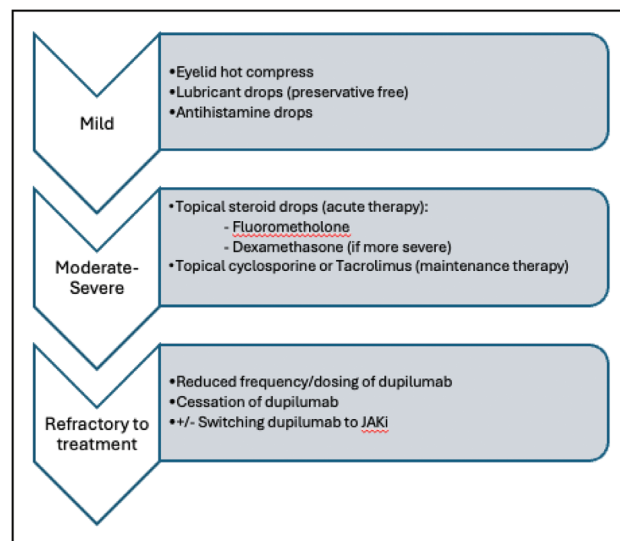 Mild
•Eyelid hot compress
•Lubricant drops (preservative free)
•Antihistamine drops
Moderate-
Severe
•Topical steroid drops (acute therapy):
- Fluorometholone
- Dexamethasone (if more severe)
•Topical cyclosporine or Tacrolimus (maintenance therapy)
Refractory to
treatment
•Reduced frequency/dosing of dupilumab
•Cessation of dupilumab
•+/- Switching dupilumab to JAKi